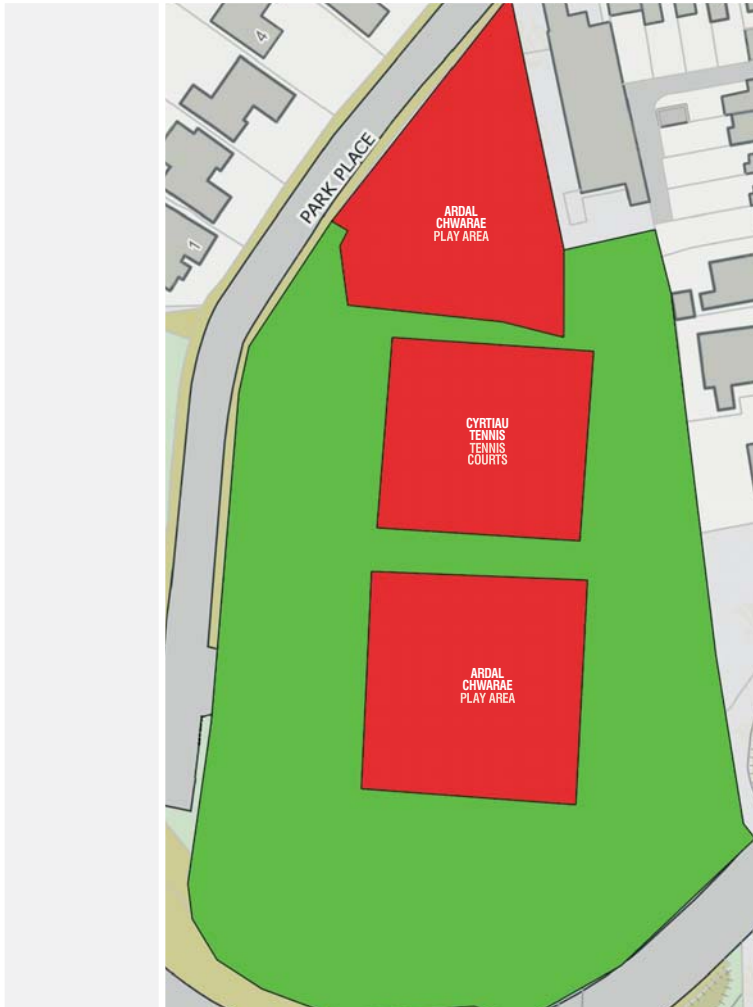 4
PARK PLACE
1
ARDAL
CHWARAE
PLAY AREA
CYRTIAU
TENNIS
TENNIS
COURTS
ARDAL
CHWARAE
PLAY AREA